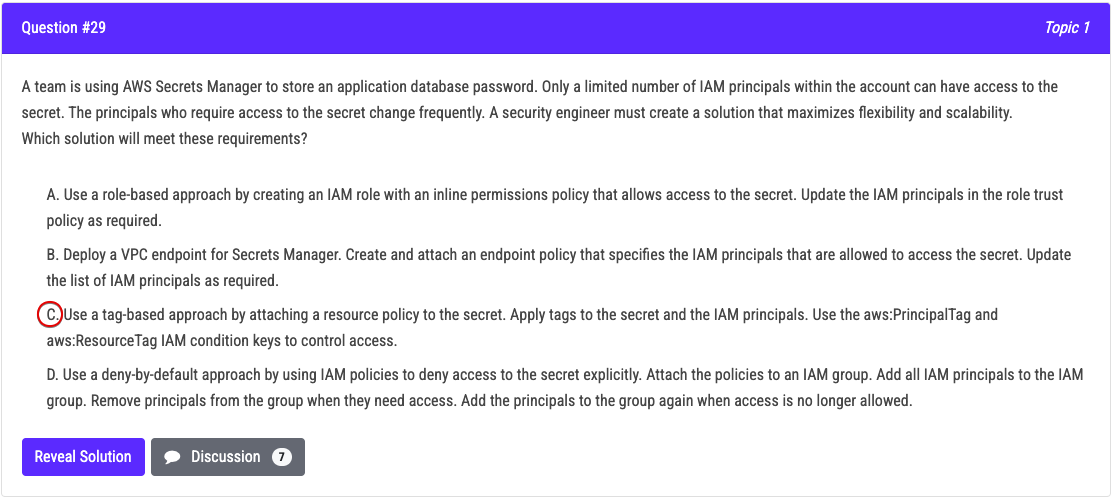 Question #29
Topic 1
A team is using AWS Secrets Manager to store an application database password. Only a limited number of IAM principals within the account can have access to the
secret. The principals who require access to the secret change frequently. A security engineer must create a solution that maximizes flexibility and scalability.
Which solution will meet these requirements?
A. Use a role-based approach by creating an IAM role with an inline permissions policy that allows access to the secret. Update the IAM principals in the role trust
policy as required.
B. Deploy a VPC endpoint for Secrets Manager. Create and attach an endpoint policy that specifies the IAM principals that are allowed to access the secret. Update
the list of IAM principals as required.
C. Use a tag-based approach by attaching a resource policy to the secret. Apply tags to the secret and the IAM principals. Use the aws:PrincipalTag and
aws:ResourceTag IAM condition keys to control access.
D. Use a deny-by-default approach by using IAM policies to deny access to the secret explicitly. Attach the policies to an IAM group. Add all IAM principals to the IAM
group. Remove principals from the group when they need access. Add the principals to the group again when access is no longer allowed.
Reveal Solution
Discussion 7